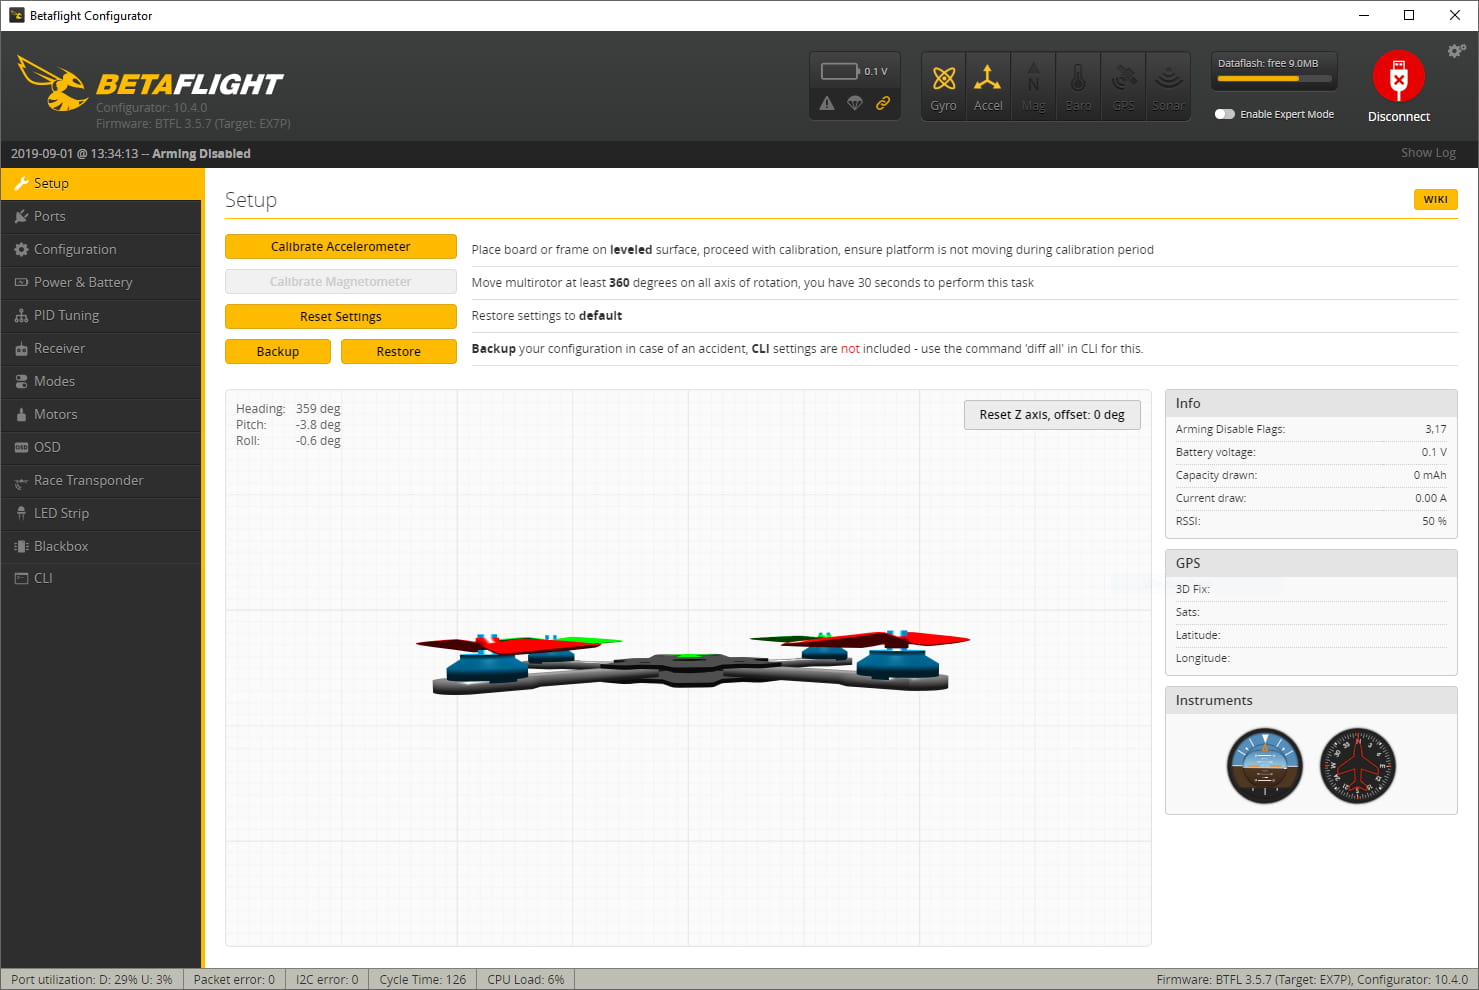 Betaflight Configurator
BETAFLIGHT
Configurator: 10.4.0
Firmware: BTFL 3.5.7 (Target: EX7P)
0.1 V
Gyro Accel Mag Baro GPS Sonar
N
Dataflash: free 9.0MB
Enable Expert Mode
Disconnect
2019-09-01 @ 13:34:13 -- Arming Disabled
Show Log
Setup
Ports
Configuration
Power & Battery
PID Tuning
Receiver
Modes
Motors
OSD
Race Transponder
LED Strip
Blackbox
CLI
Setup
WIKI
Calibrate Accelerometer
Place board or frame on leveled surface, proceed with calibration, ensure platform is not moving during calibration period
Calibrate Magnetometer
Move multirotor at least 360 degrees on all axis of rotation, you have 30 seconds to perform this task
Reset Settings
Restore settings to default
Backup
Restore
Backup your configuration in case of an accident, CLI settings are not included - use the command 'diff all' in CLI for this.
Heading: 359 deg
Pitch: -3.8 deg
Roll: -0.6 deg
Reset Z axis, offset: 0 deg
Info
Arming Disable Flags: 3,17
Battery voltage: 0.1 V
Capacity drawn: 0 mAh
Current draw: 0.00 A
RSSI: 50 %
GPS
3D Fix:
Sats:
Latitude:
Longitude:
Instruments
Port utilization: D: 29% U: 3%
Packet error: 0
I2C error: 0
Cycle Time: 126
CPU Load: 6%
Firmware: BTFL 3.5.7 (Target: EX7P), Configurator: 10.4.0